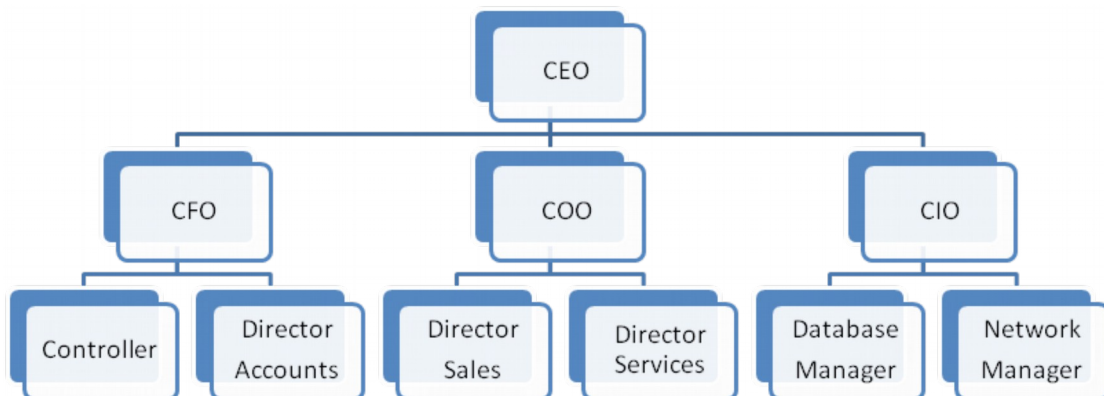 CEO
CFO
COO
CIO
Controller
Director
Accounts
Director
Sales
Director
Services
Database
Manager
Network
Manager